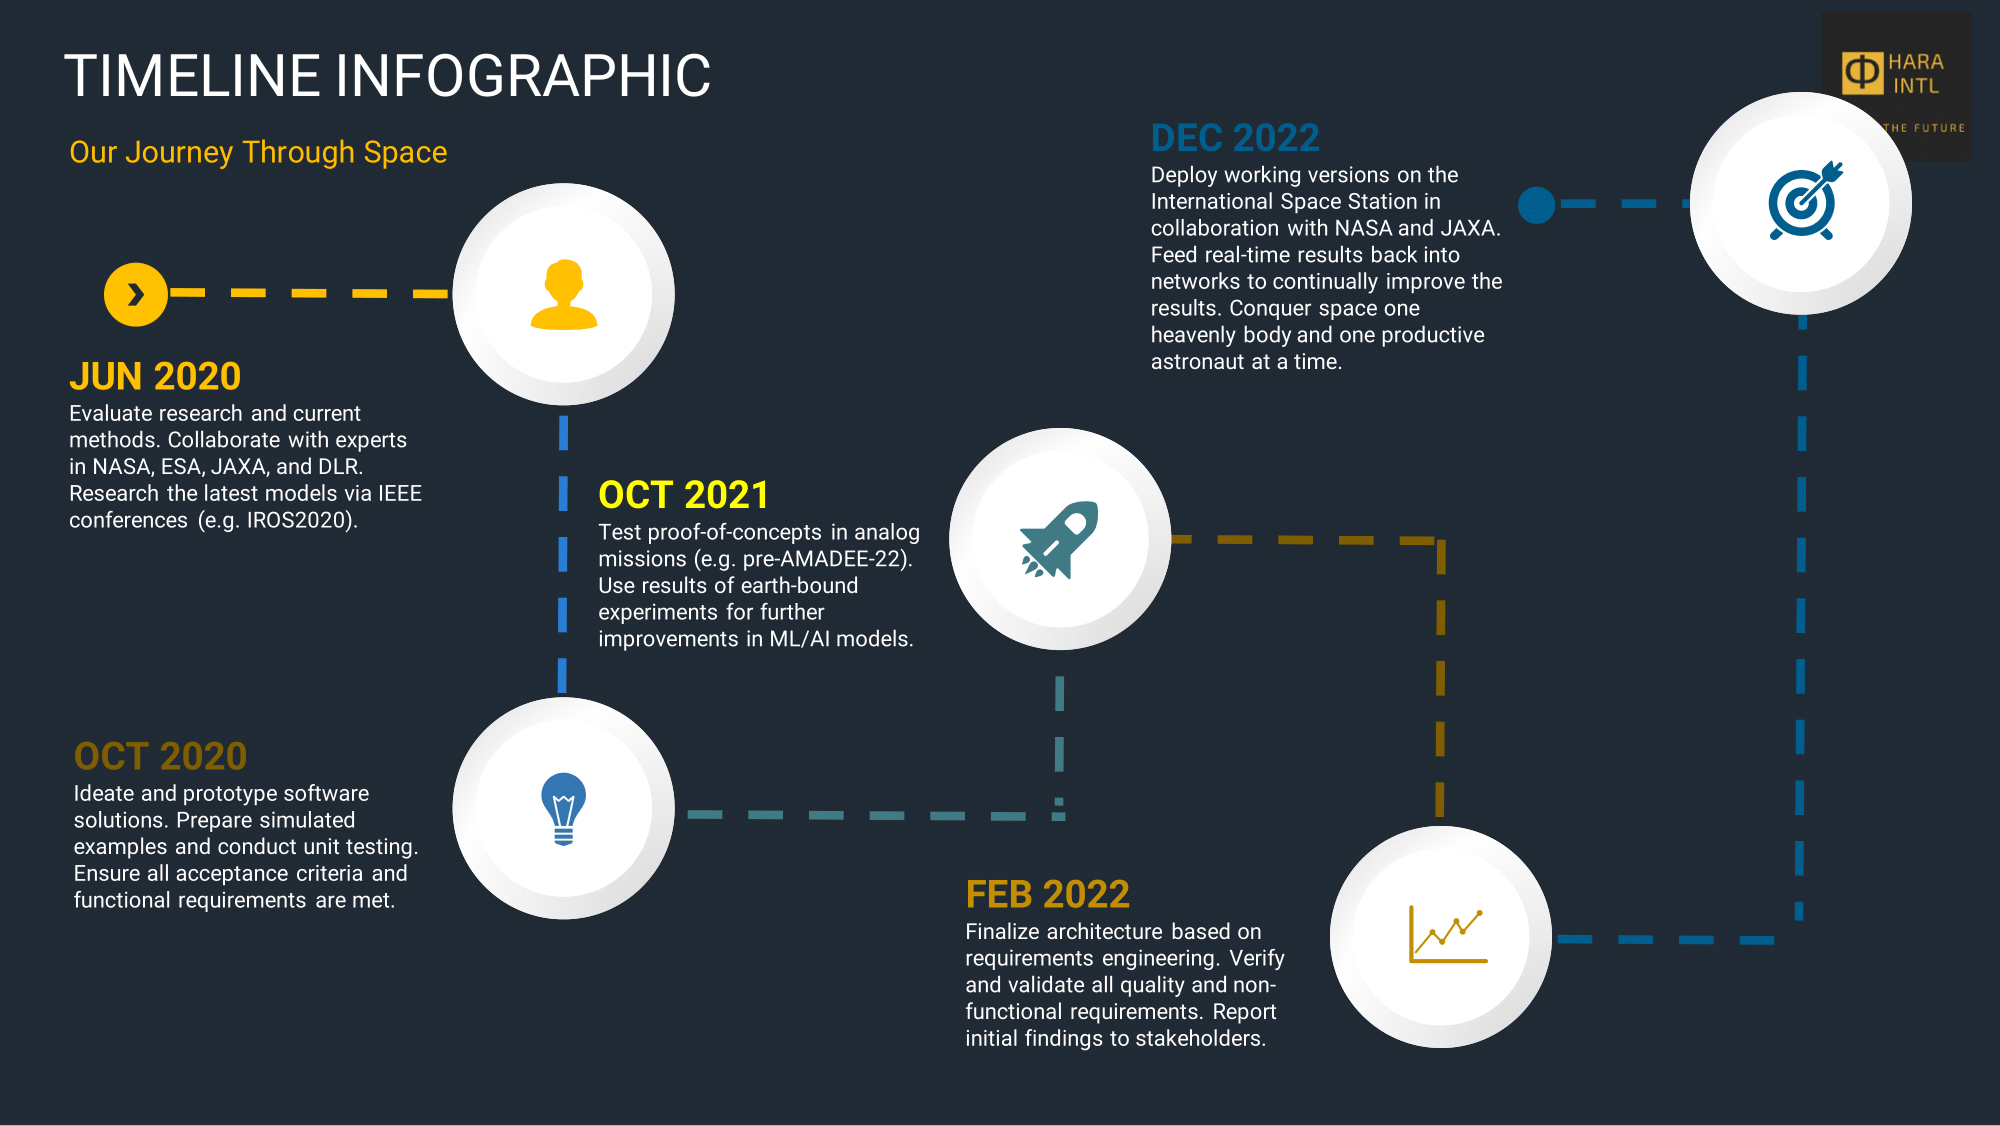 TIMELINE INFOGRAPHIC
Our Journey Through Space
HARA
INTL
THE FUTURE
JUN 2020
Evaluate research and current
methods. Collaborate with experts
in NASA, ESA, JAXA, and DLR.
Research the latest models via IEEE
conferences (e.g. IROS2020).
OCT 2020
Ideate and prototype software
solutions. Prepare simulated
examples and conduct unit testing.
Ensure all acceptance criteria and
functional requirements are met.
OCT 2021
Test proof-of-concepts in analog
missions (e.g. pre-AMADEE-22).
Use results of earth-bound
experiments for further
improvements in ML/AI models.
FEB 2022
Finalize architecture based on
requirements engineering. Verify
and validate all quality and non-
functional requirements. Report
initial findings to stakeholders.
DEC 2022
Deploy working versions on the
International Space Station in
collaboration with NASA and JAXA.
Feed real-time results back into
networks to continually improve the
results. Conquer space one
heavenly body and one productive
astronaut at a time.